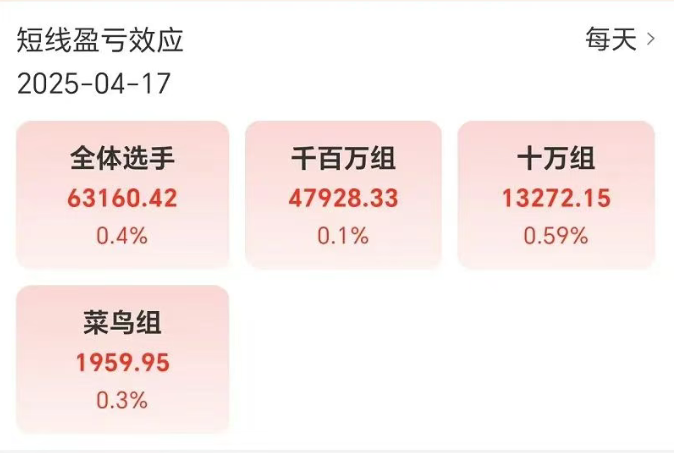 短线盈亏效应
每天 >
2025-04-17
全体选手
63160.42
0.4%
千百万组
47928.33
0.1%
十万组
13272.15
0.59%
菜鸟组
1959.95
0.3%